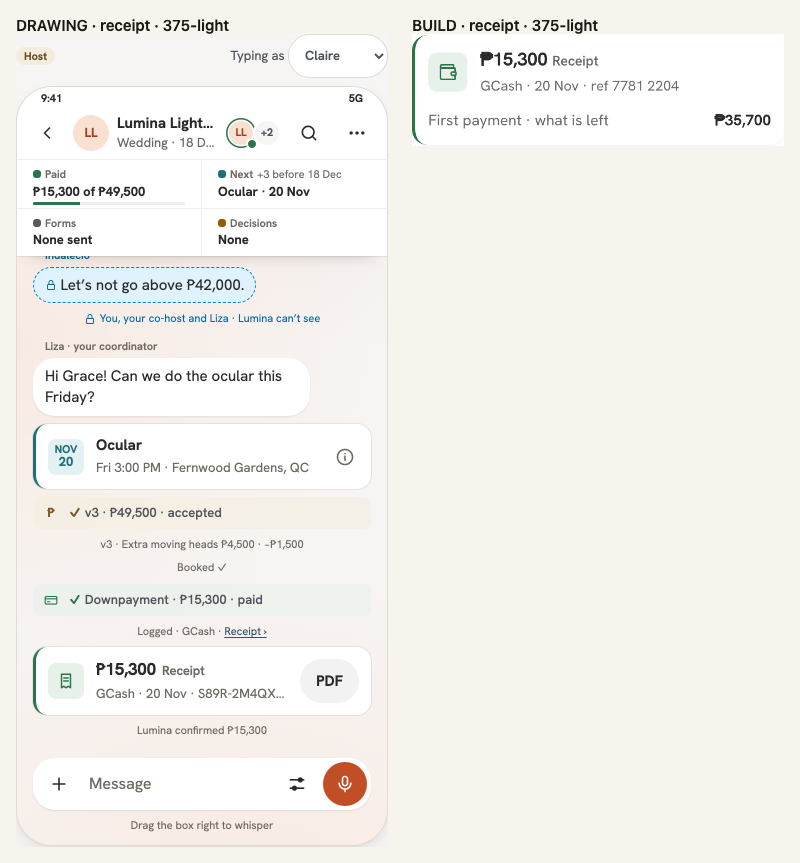 DRAWING · receipt · 375-light
Host
Typing as
Claire
9:41
5G
LL
Lumina Light...
Wedding · 18 D...
LL
+2
Paid
₱15,300 of ₱49,500
Next +3 before 18 Dec
Ocular · 20 Nov
Forms
None sent
Decisions
None
Indalecio
Let's not go above ₱42,000.
You, your co-host and Liza · Lumina can't see
Liza · your coordinator
Hi Grace! Can we do the ocular this
Friday?
NOV
20
Ocular
Fri 3:00 PM · Fernwood Gardens, QC
₱ ✓ v3 · ₱49,500 · accepted
v3 · Extra moving heads ₱4,500 · −₱1,500
Booked ✓
✓ Downpayment · ₱15,300 · paid
Logged · GCash · Receipt ›
₱15,300 Receipt
GCash · 20 Nov · S89R-2M4QX...
PDF
Lumina confirmed ₱15,300
Message
Drag the box right to whisper
BUILD · receipt · 375-light
₱15,300 Receipt
GCash · 20 Nov · ref 7781 2204
First payment · what is left
₱35,700